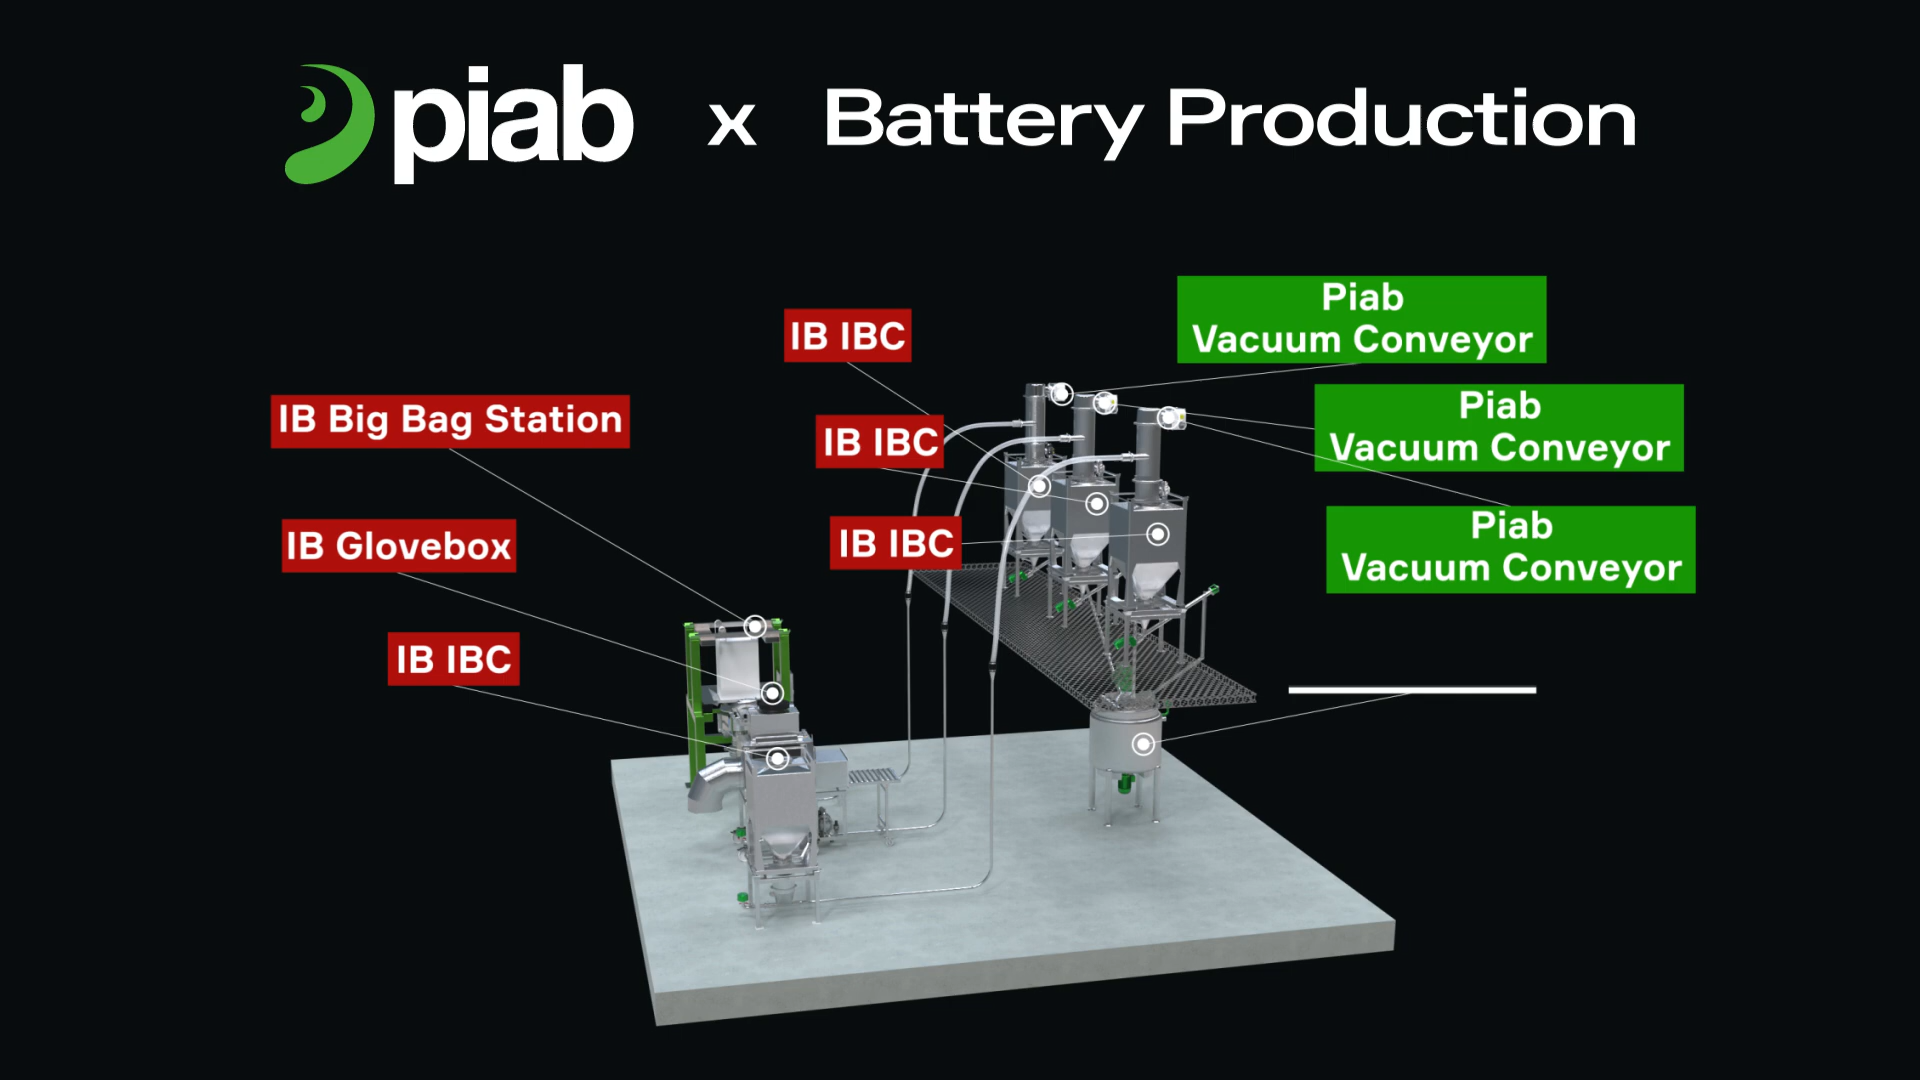 piab x Battery Production
Piab
Vacuum Conveyor
IB IBC
Piab
Vacuum Conveyor
IB Big Bag Station
IB IBC
Piab
Vacuum Conveyor
IB Glovebox
IB IBC
IB IBC